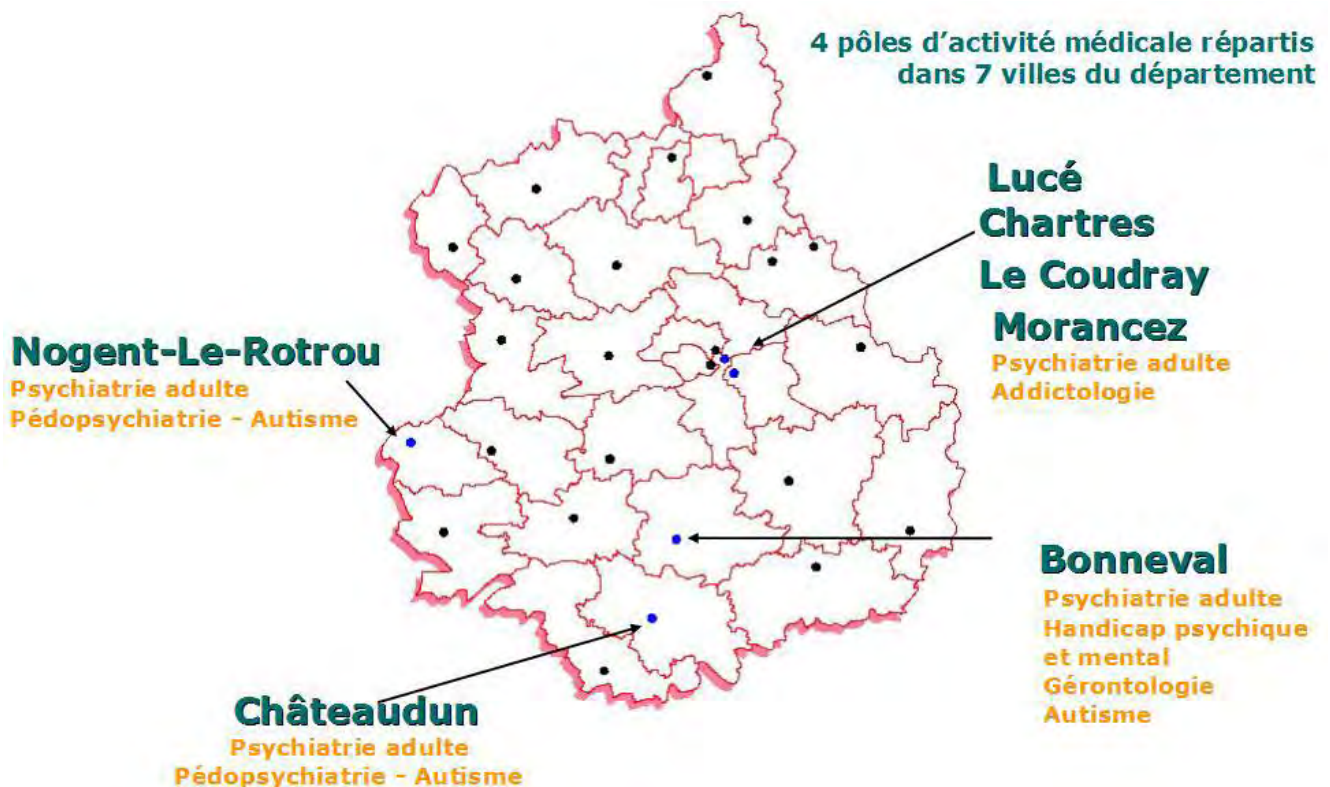 4 pôles d'activité médicale répartis
dans 7 villes du département
Lucé
Chartres
Le Coudray
Morancez
Psychiatrie adulte
Addictologie
Nogent-Le-Rotrou
Psychiatrie adulte
Pédopsychiatrie - Autisme
Bonneval
Psychiatrie adulte
Handicap psychique
et mental
Gérontologie
Autisme
Châteaudun
Psychiatrie adulte
Pédopsychiatrie - Autisme